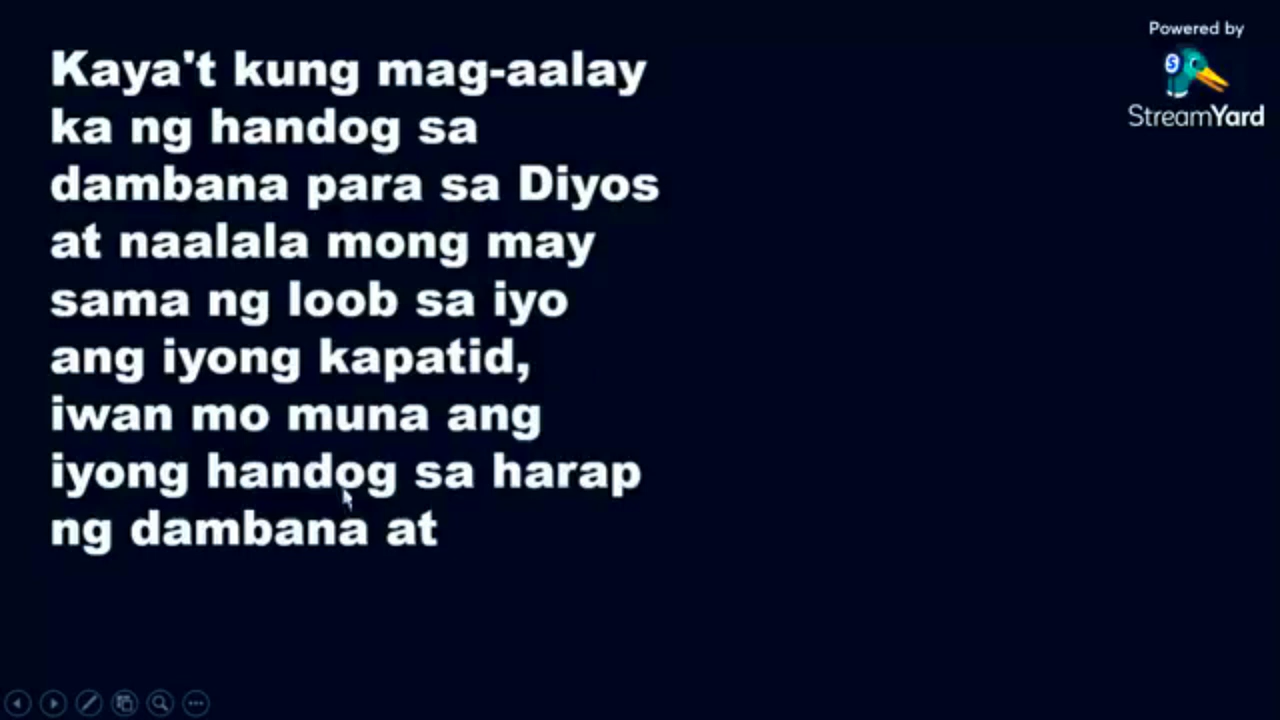 Kaya't kung mag-aalay
ka ng handog sa
dambana para sa Diyos
at naalala mong may
sama ng loob sa iyo
ang iyong kapatid,
iwan mo muna ang
iyong handog sa harap
ng dambana at
Powered by
S
StreamYard